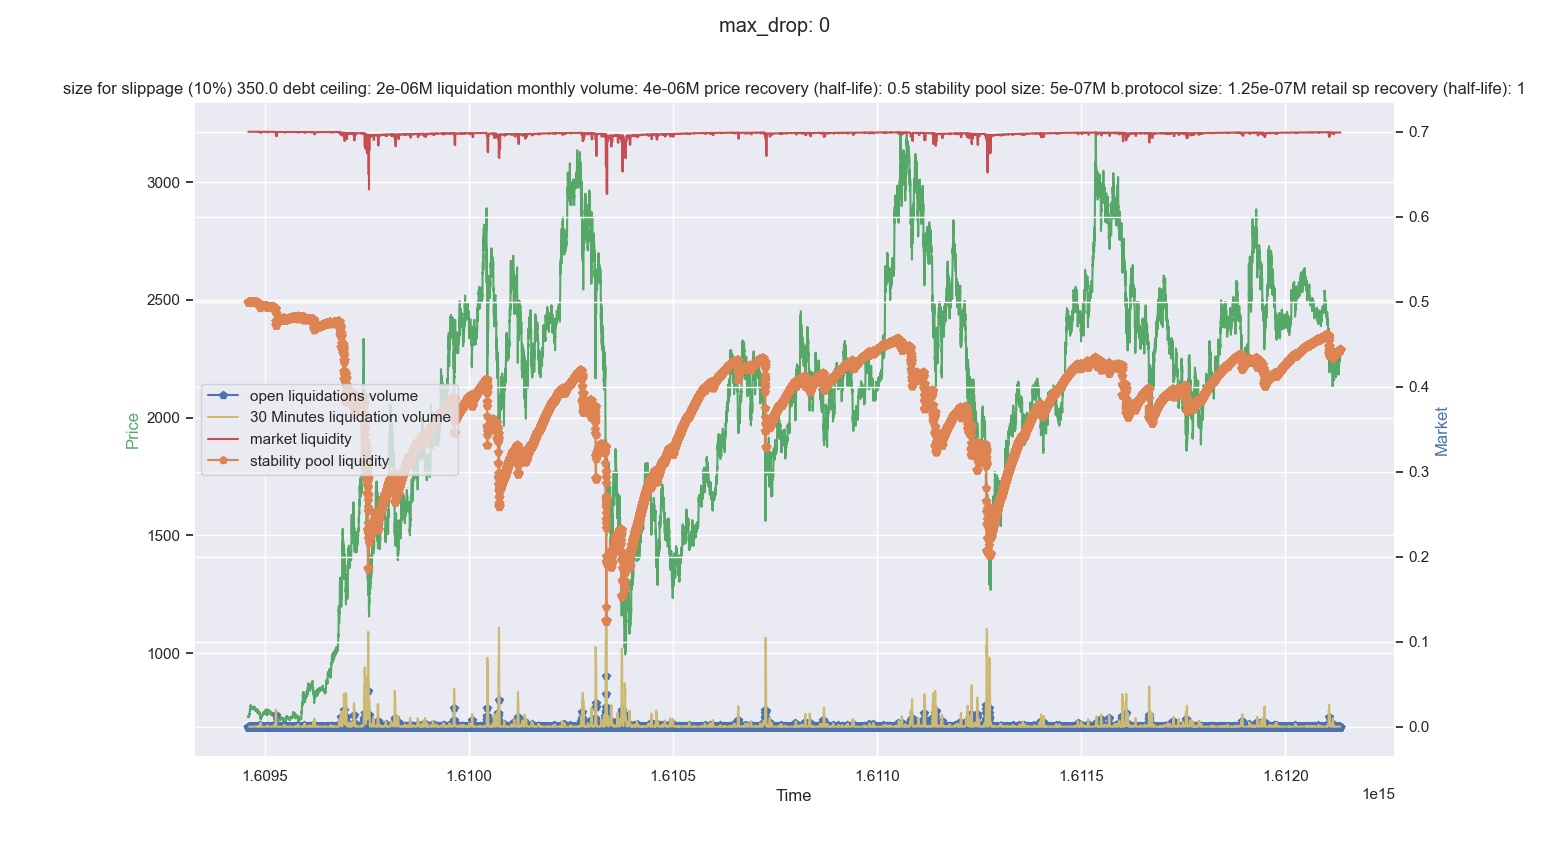 max_drop: 0
size for slippage (10%) 350.0 debt ceiling: 2e-06M liquidation monthly volume: 4e-06M price recovery (half-life): 0.5 stability pool size: 5e-07M b.protocol size: 1.25e-07M retail sp recovery (half-life): 1
3000
2500
2000
1500
1000
Price
open liquidations volume
30 Minutes liquidation volume
market liquidity
stability pool liquidity
0.7
0.6
0.5
0.4
0.3
0.2
0.1
0.0
Market
1.6095
1.6100
1.6105
1.6110
1.6115
1.6120
Time
1e15